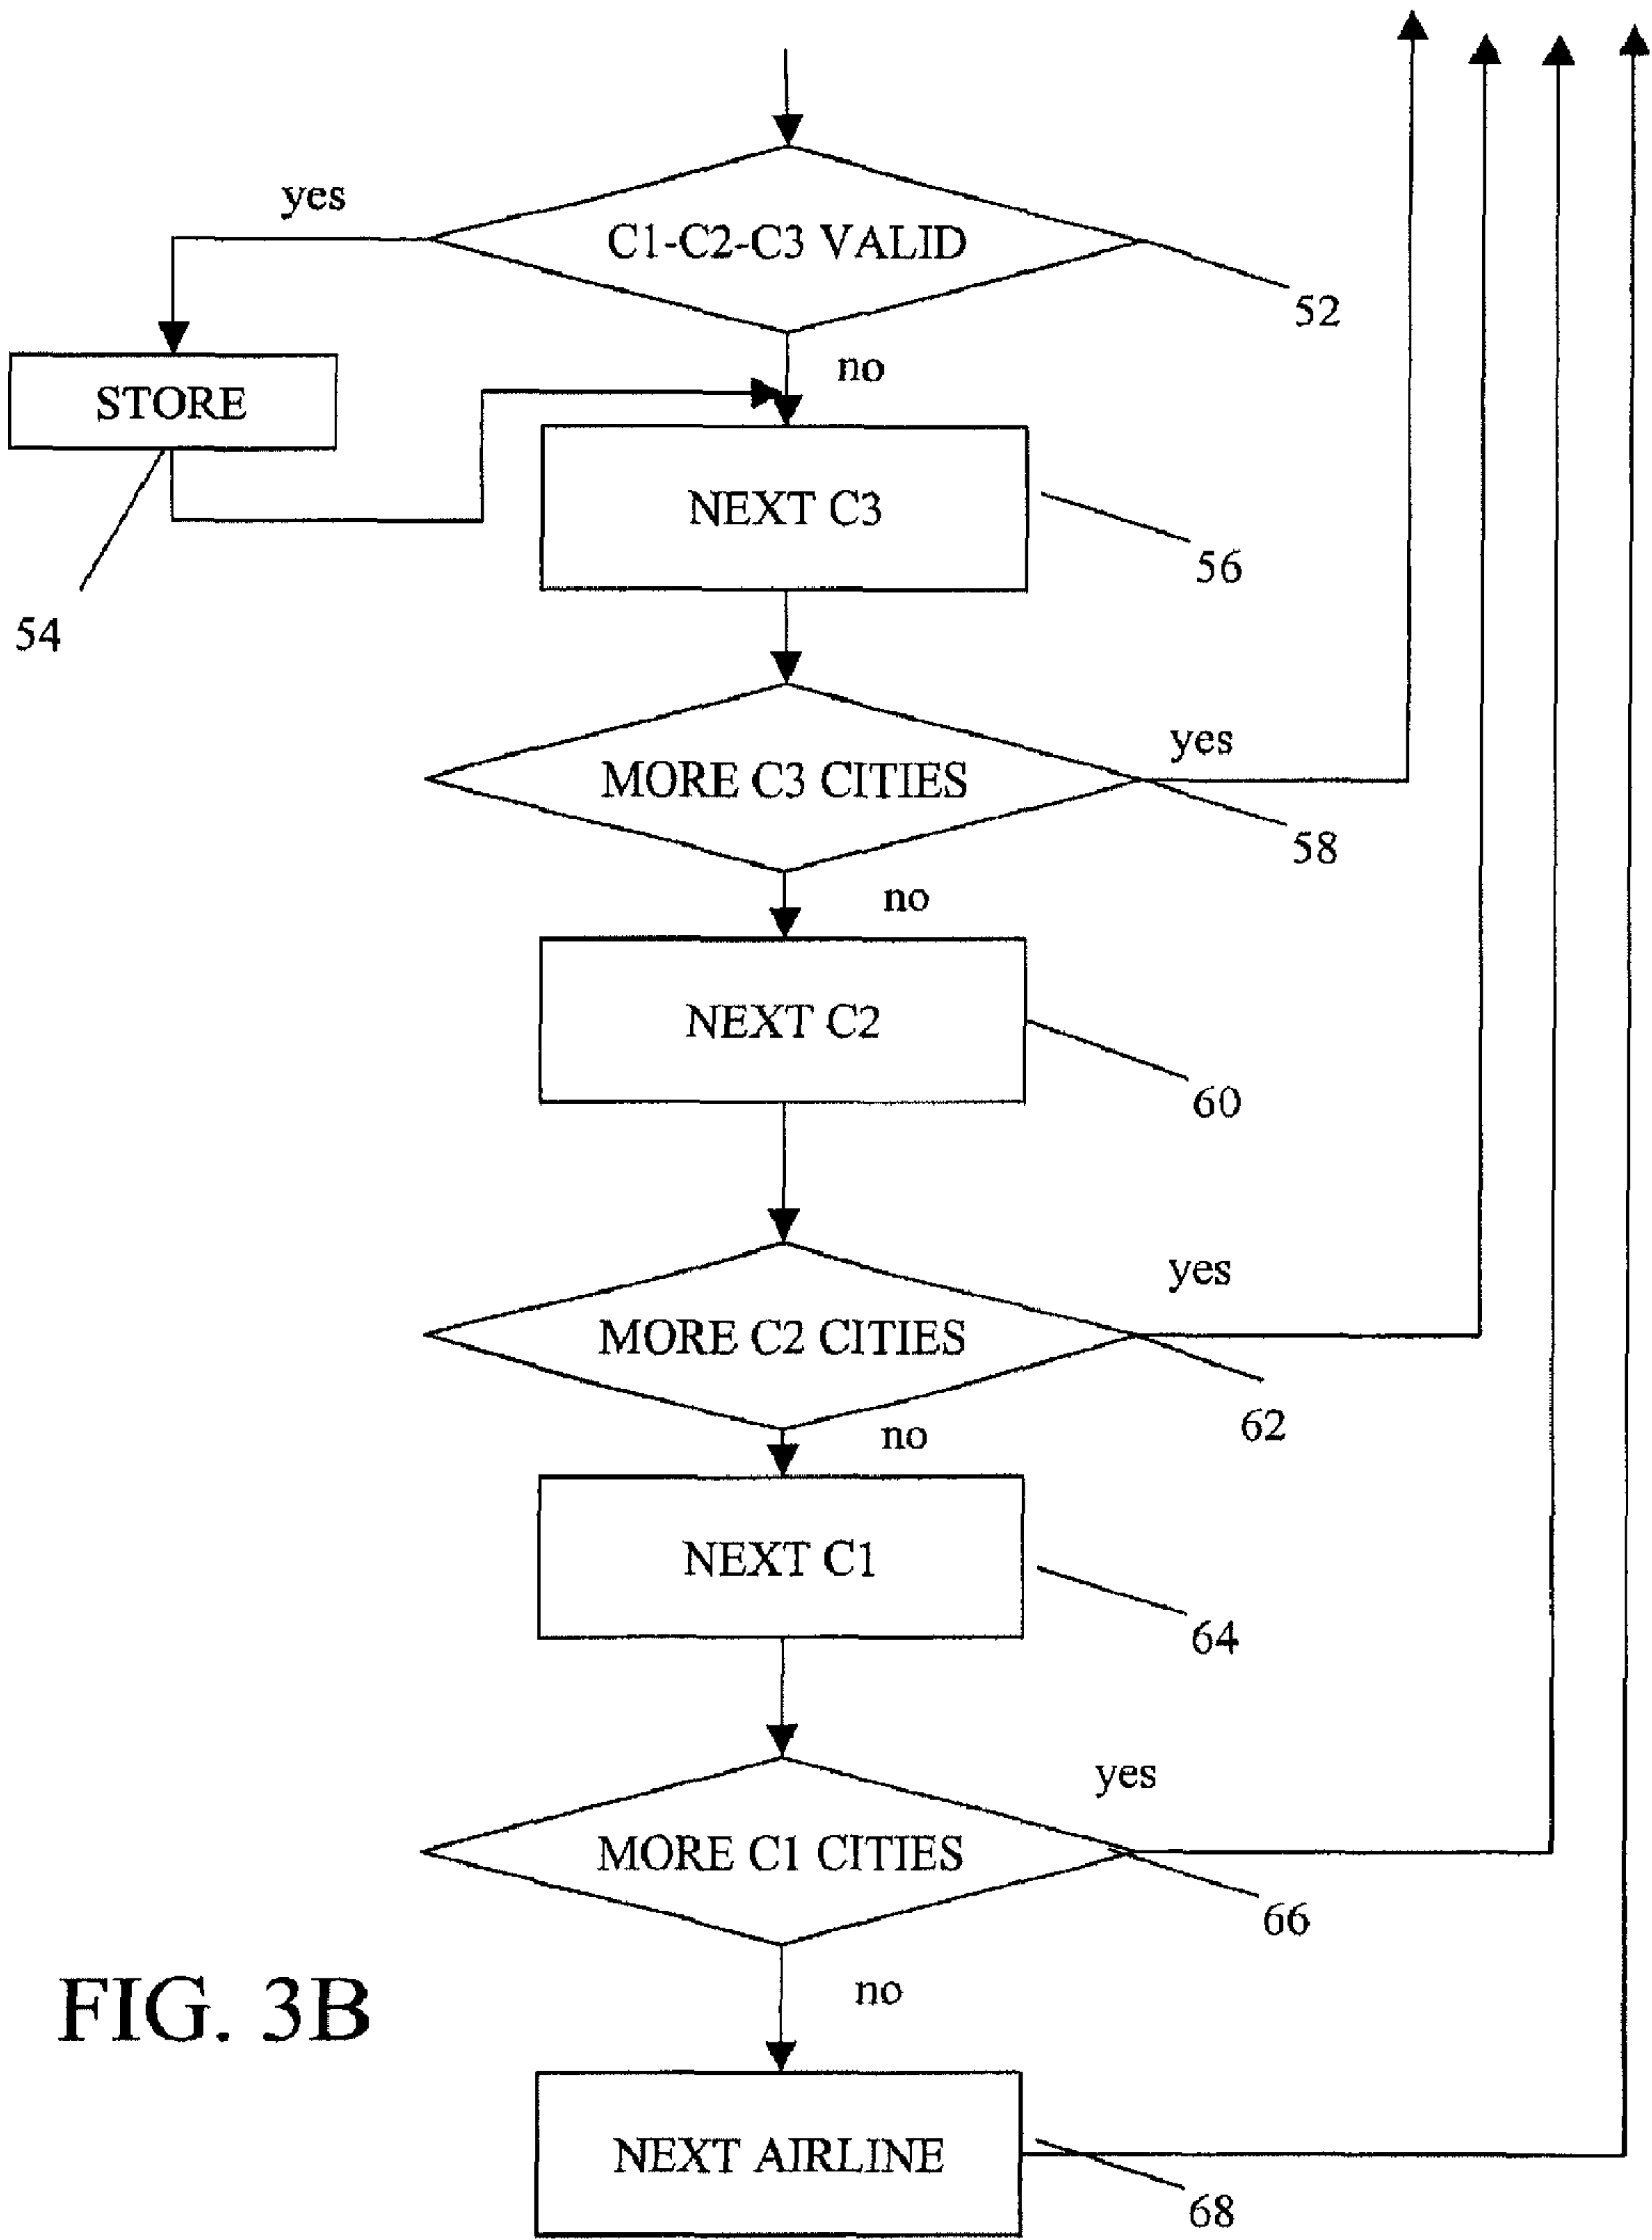 yes
C1-C2-C3 VALID
52
no
STORE
NEXT C3
56
54
yes
MORE C3 CITIES
58
no
NEXT C2
60
yes
MORE C2 CITIES
62
no
NEXT C1
64
yes
MORE C1 CITIES
66
no
FIG. 3B
NEXT AIRLINE
68